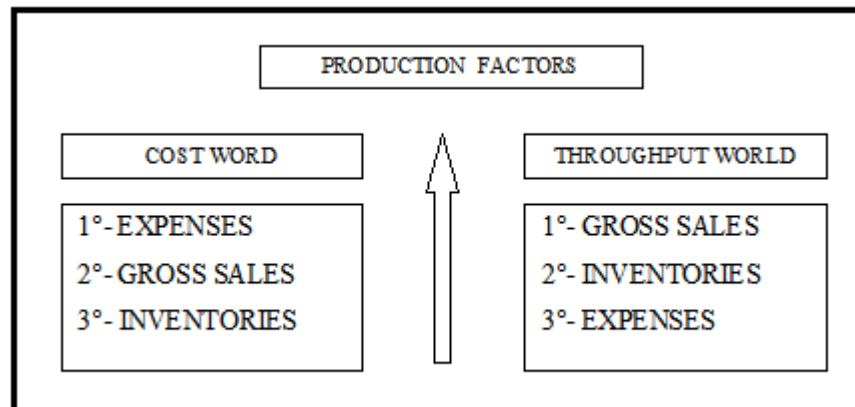 PRODUCTION FACTORS
COST WORD
1°- EXPENSES
2°- GROSS SALES
3°- INVENTORIES
THROUGHPUT WORLD
1°- GROSS SALES
2°- INVENTORIES
3°- EXPENSES